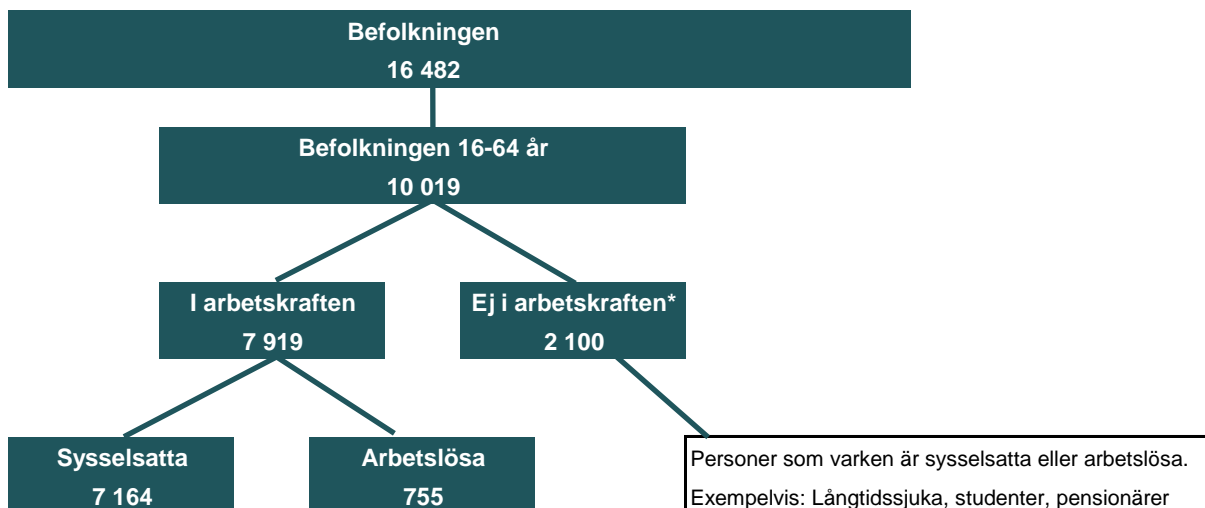 Befolkningen
16 482
Befolkningen 16-64 år
10 019
I arbetskraften
7 919
Ej i arbetskraften*
2 100
Sysselsatta
7 164
Arbetslösa
755
Personer som varken är sysselsatta eller arbetslösa.
Exempelvis: Långtidssjuka, studenter, pensionärer